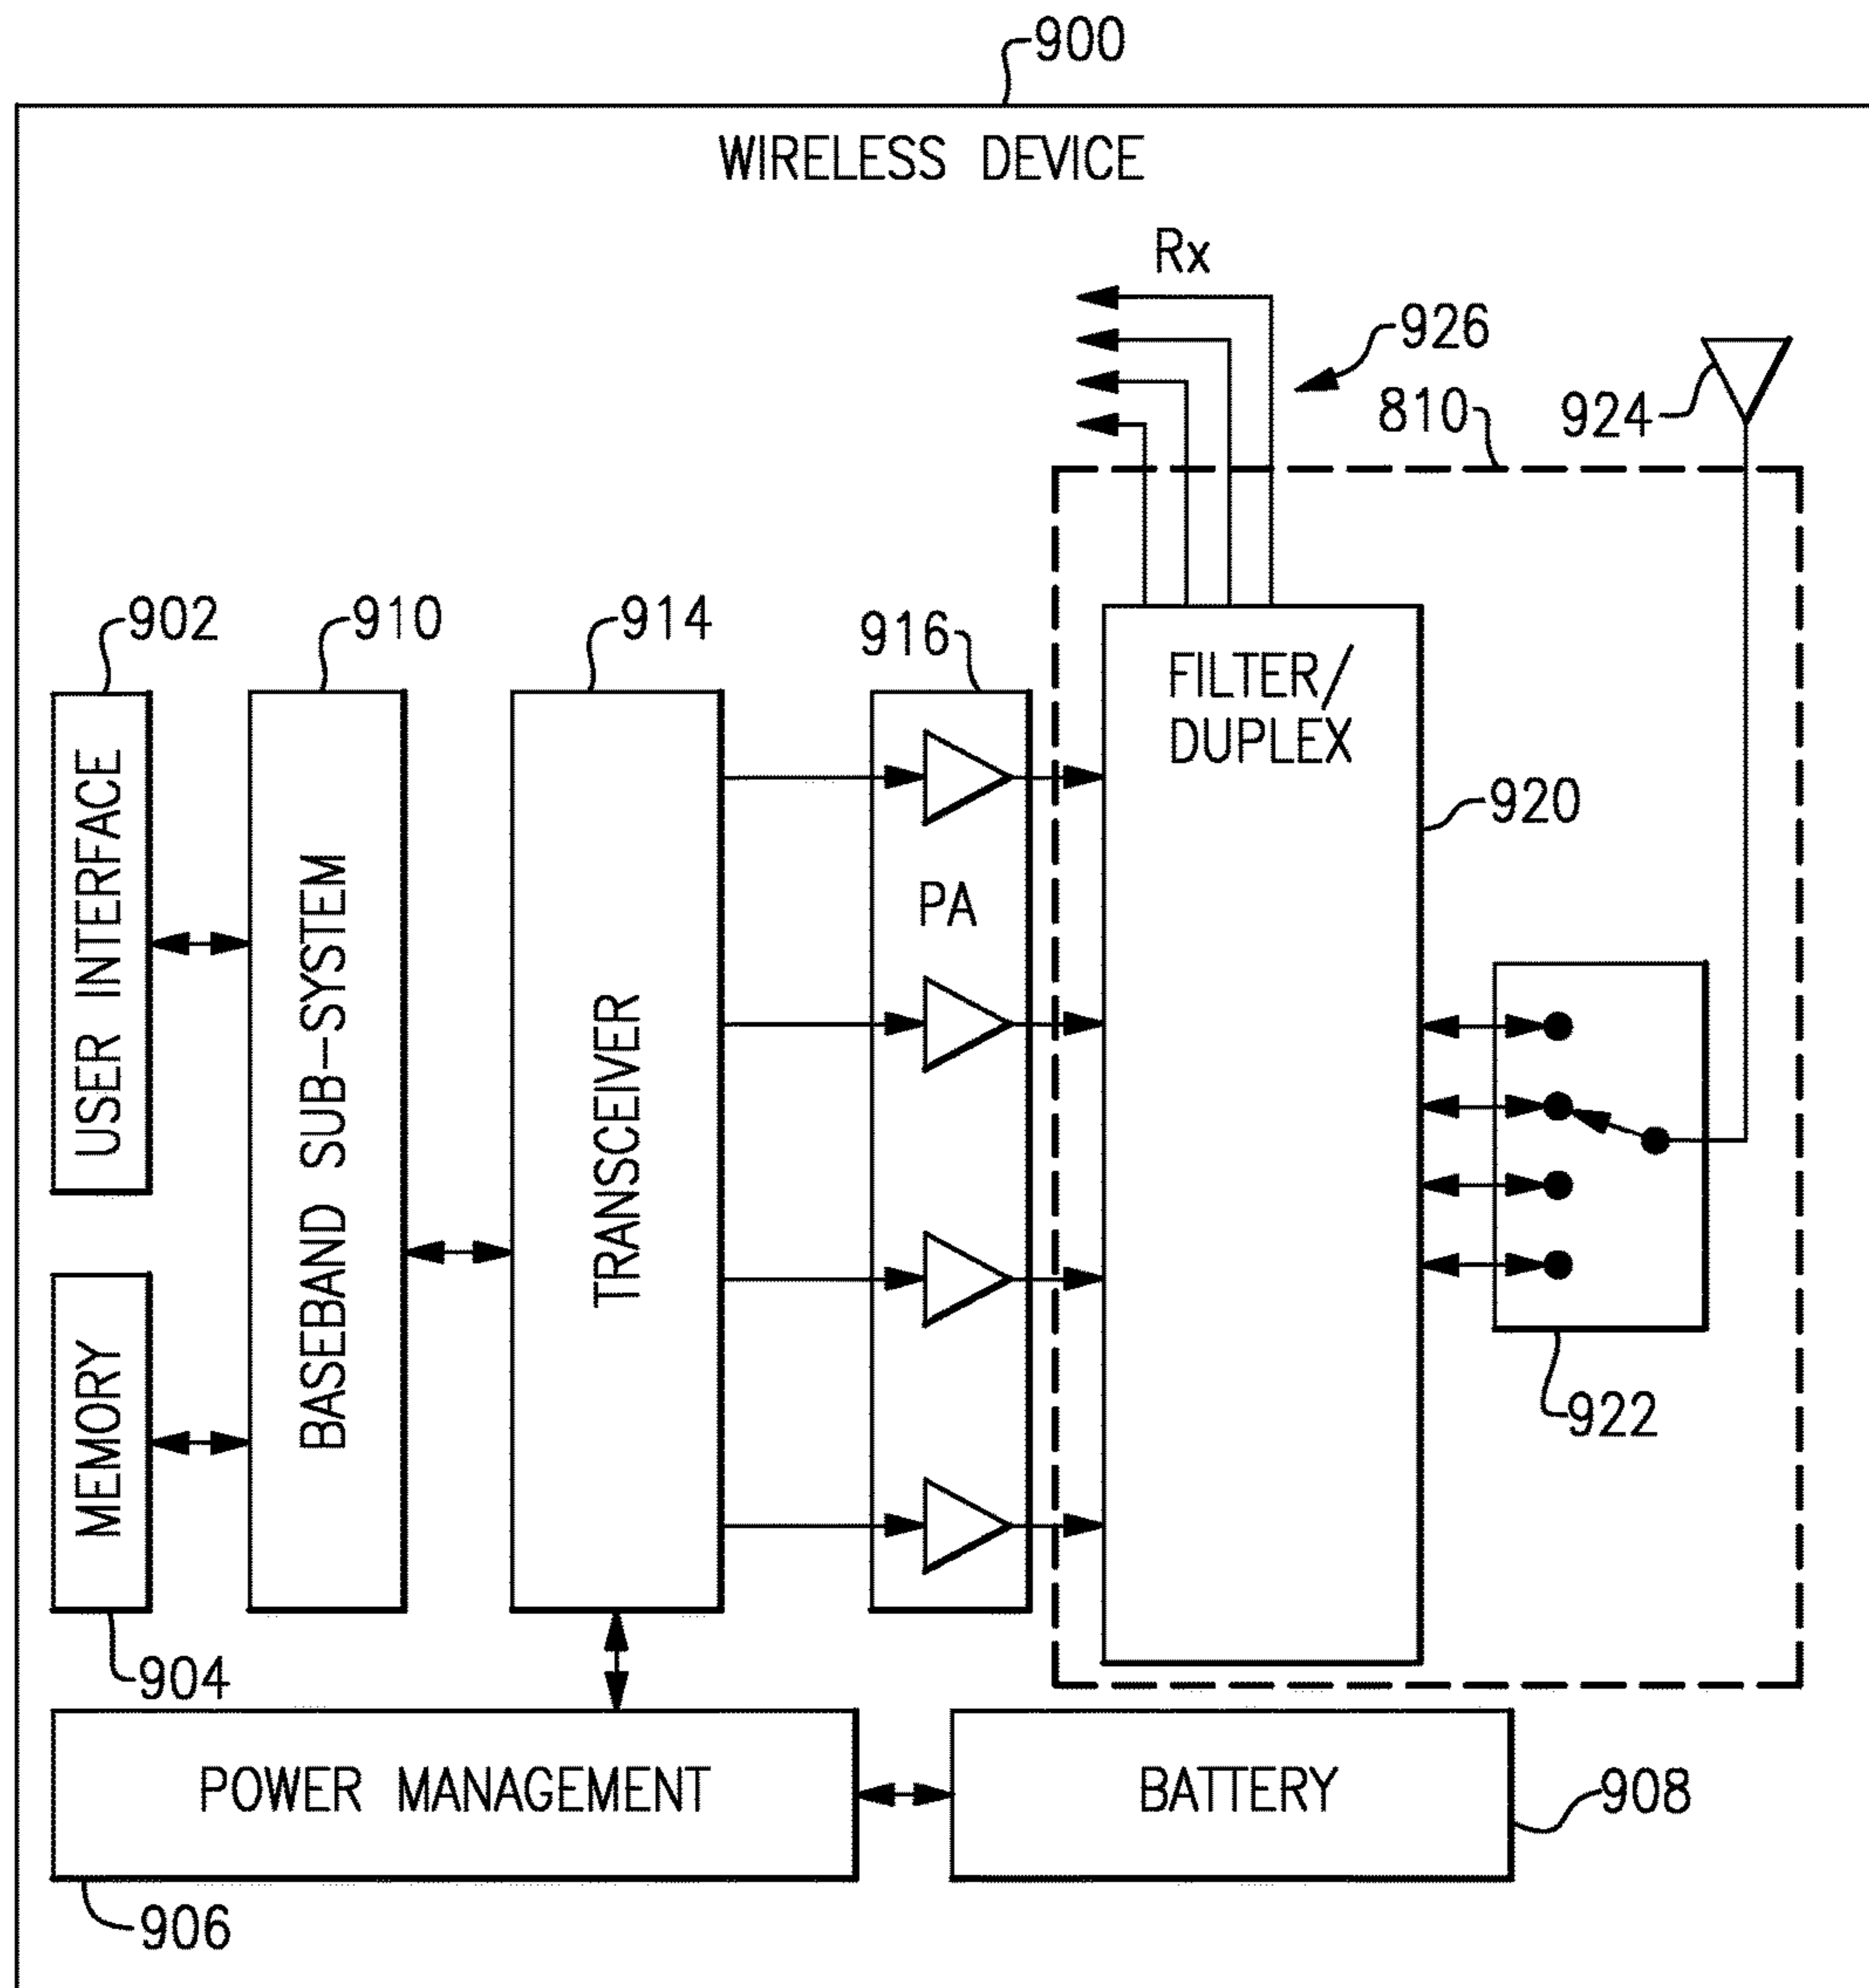 900
WIRELESS DEVICE
Rx
926
810
924
902
910
914
916
FILTER/
DUPLEX
920
PA
USER INTERFACE
BASEBAND SUB-SYSTEM
TRANSCEIVER
MEMORY
922
904
POWER MANAGEMENT
BATTERY
908
906